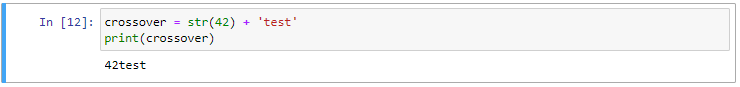 In [12]: crossover = str(42) + 'test'
print(crossover)
42test